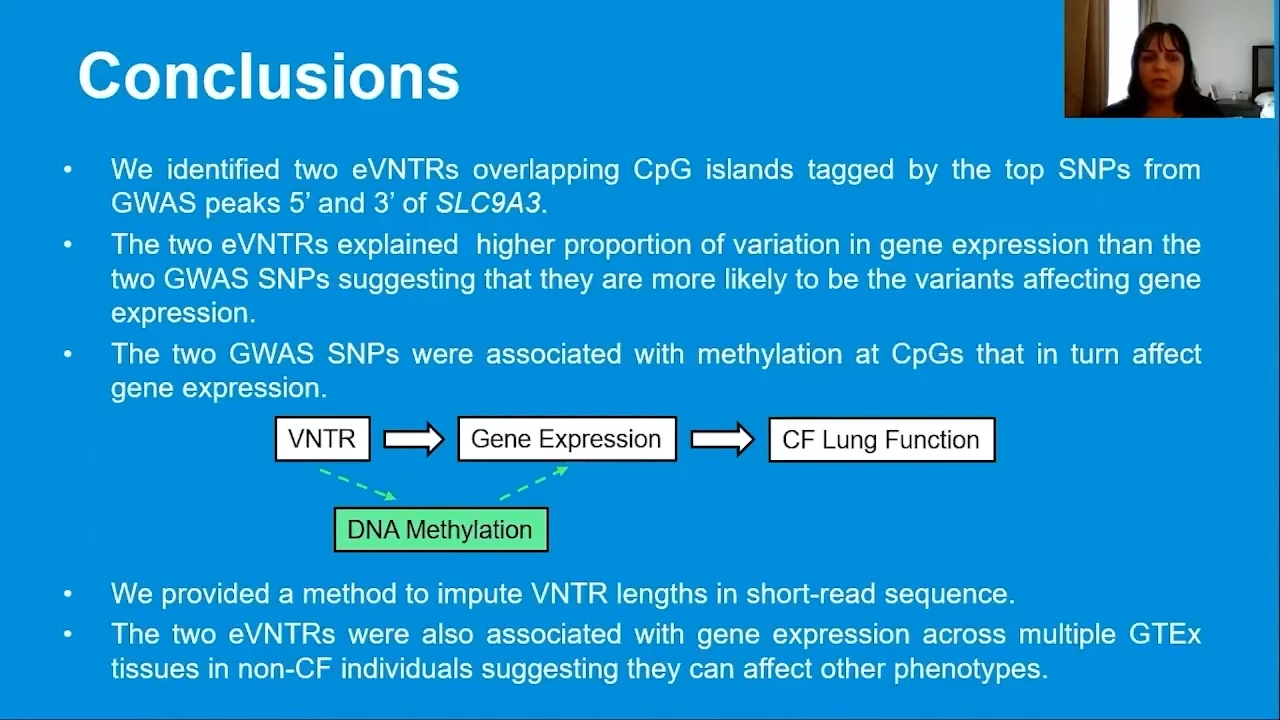 Conclusions
• We identified two eVNTRs overlapping CpG islands tagged by the top SNPs from
GWAS peaks 5’ and 3’ of SLC9A3.
• The two eVNTRs explained  higher proportion of variation in gene expression than the
two GWAS SNPs suggesting that they are more likely to be the variants affecting gene
expression.
• The two GWAS SNPs were associated with methylation at CpGs that in turn affect
gene expression.
VNTR
Gene Expression
CF Lung Function
DNA Methylation
• We provided a method to impute VNTR lengths in short-read sequence.
• The two eVNTRs were also associated with gene expression across multiple GTEx
tissues in non-CF individuals suggesting they can affect other phenotypes.